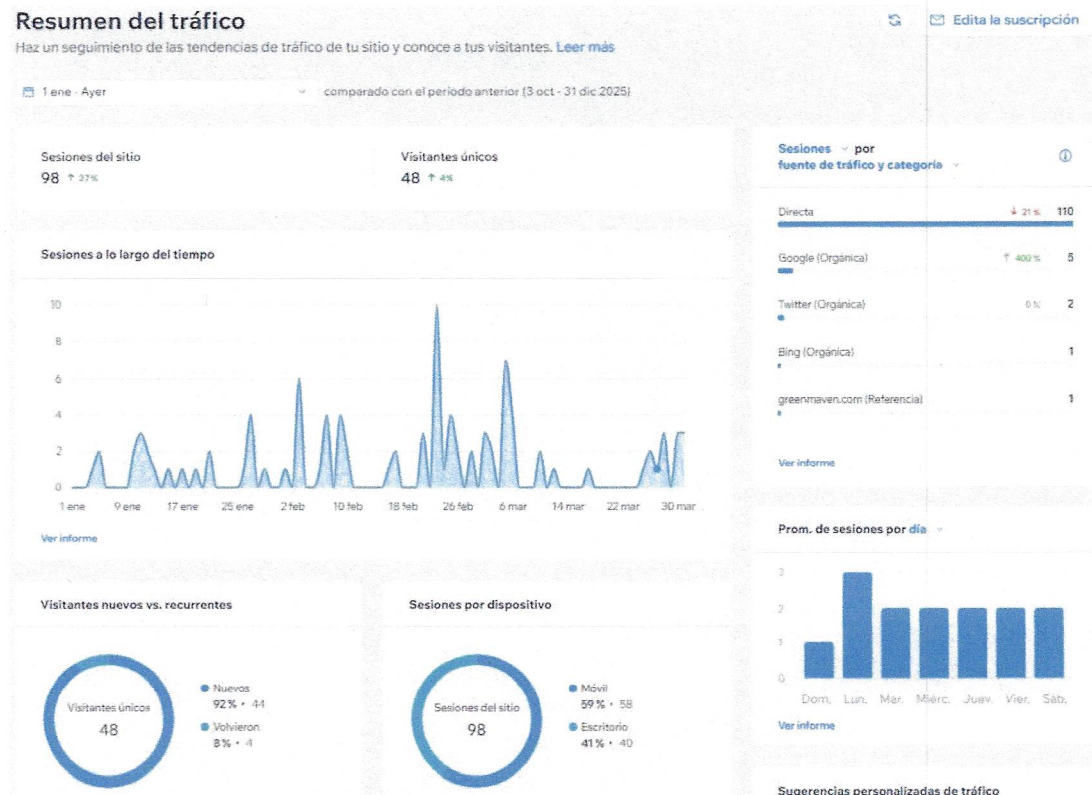 Resumen del tráfico
Edita la suscripción
Haz un seguimiento de las tendencias de tráfico de tu sitio y conoce a tus visitantes. Leer más
1 ene - Ayer
comparado con el periodo anterior (3 oct - 31 dic 2025)
Sesiones del sitio
98 ↑ 27%
Visitantes únicos
48 ↑ 4%
Sesiones a lo largo del tiempo
10
8
6
4
2
0
1 ene 9 ene 17 ene 25 ene 2 feb 10 feb 18 feb 26 feb 6 mar 14 mar 22 mar 30 mar
Ver informe
Visitantes nuevos vs. recurrentes
Visitantes únicos
48
Nuevos
92% • 44
Volvieron
8% • 4
Sesiones por dispositivo
Sesiones del sitio
98
Móvil
59% • 58
Escritorio
41% • 40
Sesiones por
fuente de tráfico y categoría
Directa ↓ 21% 110
Google (Orgánica) ↑ 400% 5
Twitter (Orgánica) 0% 2
Bing (Orgánica) 1
greenmaven.com (Referencia) 1
Ver informe
Prom. de sesiones por día
3
2
1
0
Dom. Lun. Mar. Miérc. Juev. Vier. Sáb.
Ver informe
Sugerencias personalizadas de tráfico